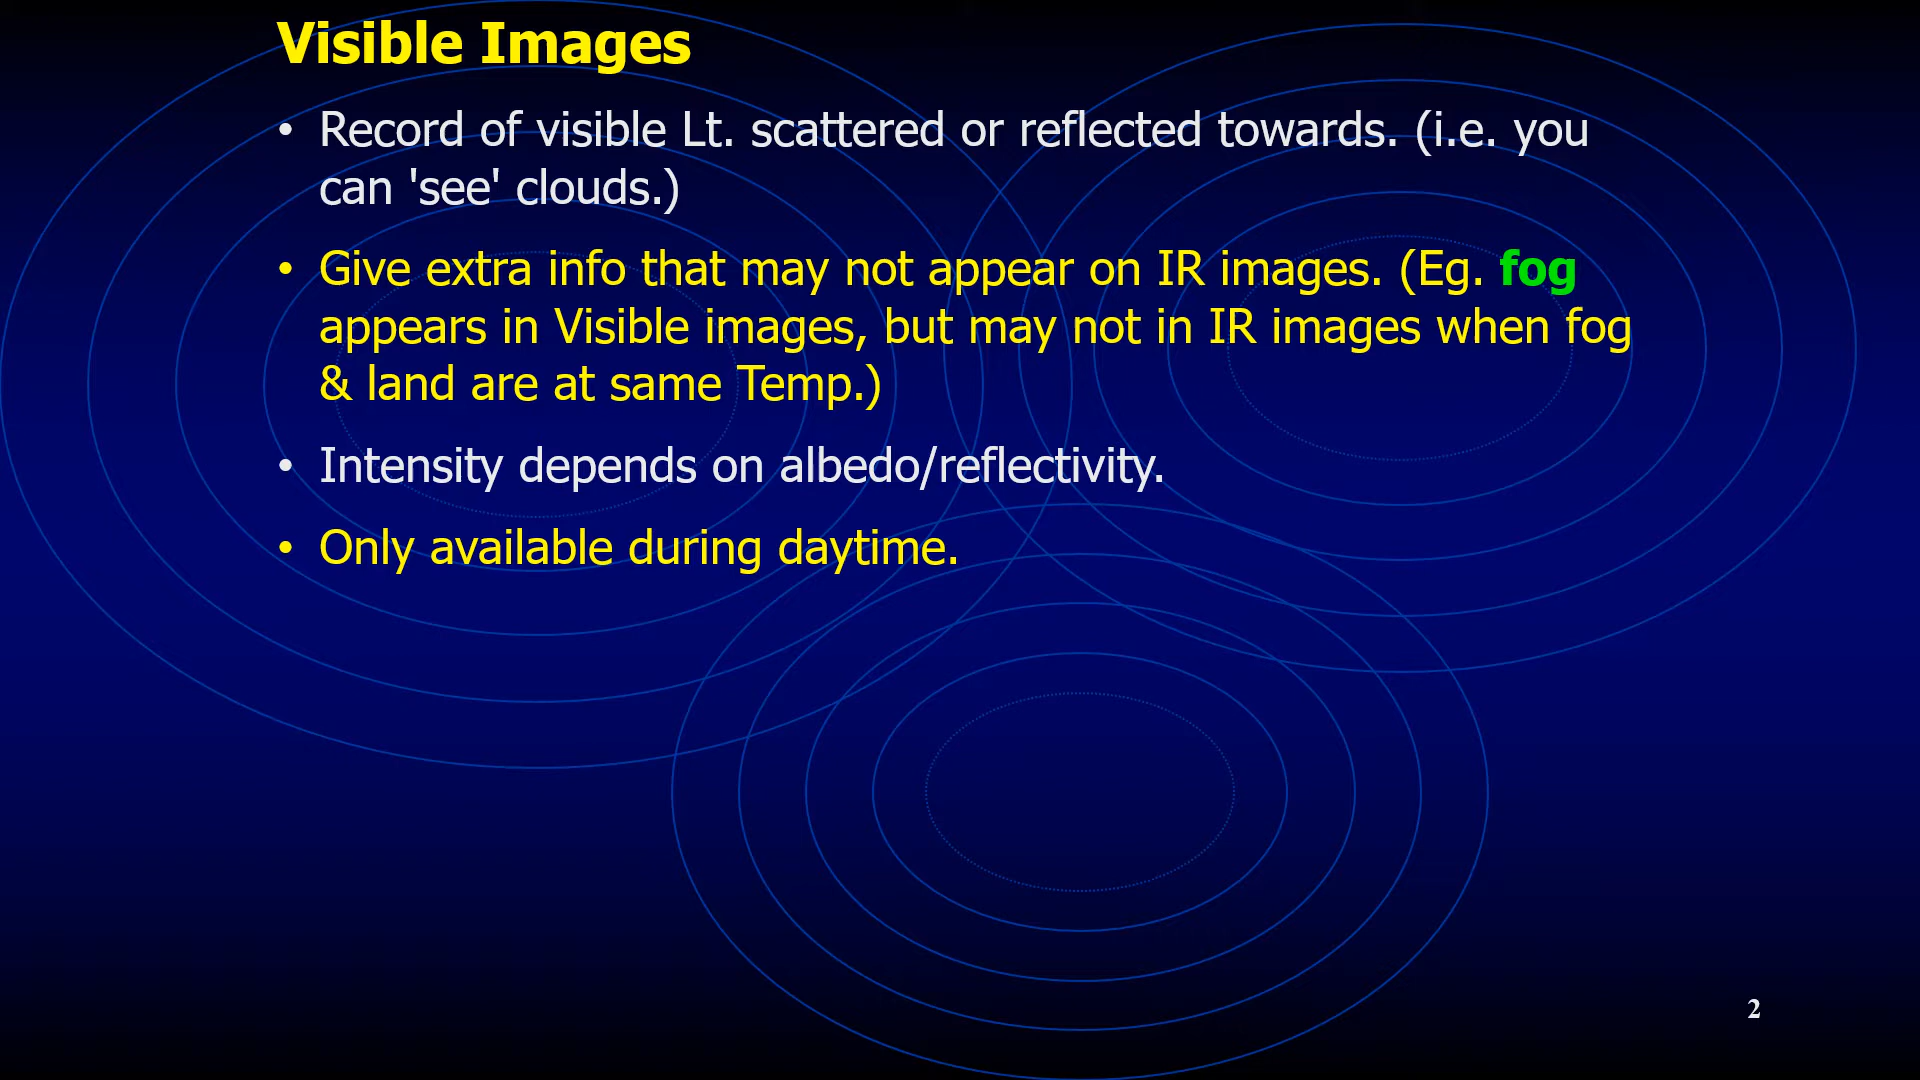 Visible Images
• Record of visible Lt. scattered or reflected towards. (i.e. you
can 'see' clouds.)
• Give extra info that may not appear on IR images. (Eg. fog
appears in Visible images, but may not in IR images when fog
& land are at same Temp.)
• Intensity depends on albedo/reflectivity.
• Only available during daytime.
2